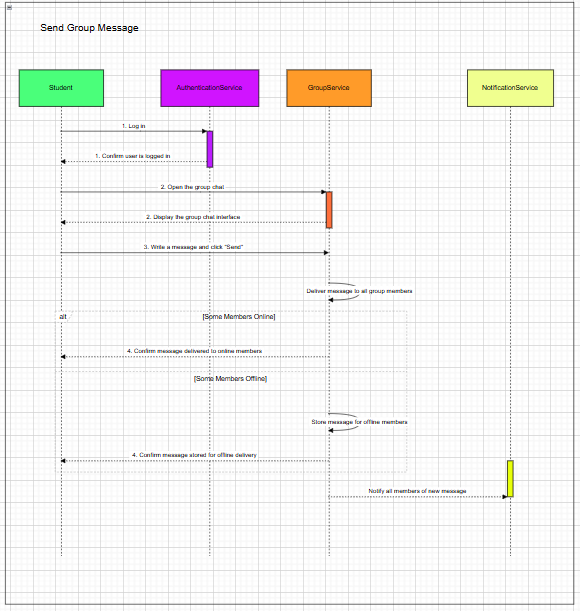 Send Group Message
Student
AuthenticationService
GroupService
NotificationService
1. Log in
1. Confirm user is logged in
2. Open the group chat
2. Display the group chat interface
3. Write a message and click "Send"
Deliver message to all group members
alt
[Some Members Online]
4. Confirm message delivered to online members
[Some Members Offline]
Store message for offline members
4. Confirm message stored for offline delivery
Notify all members of new message